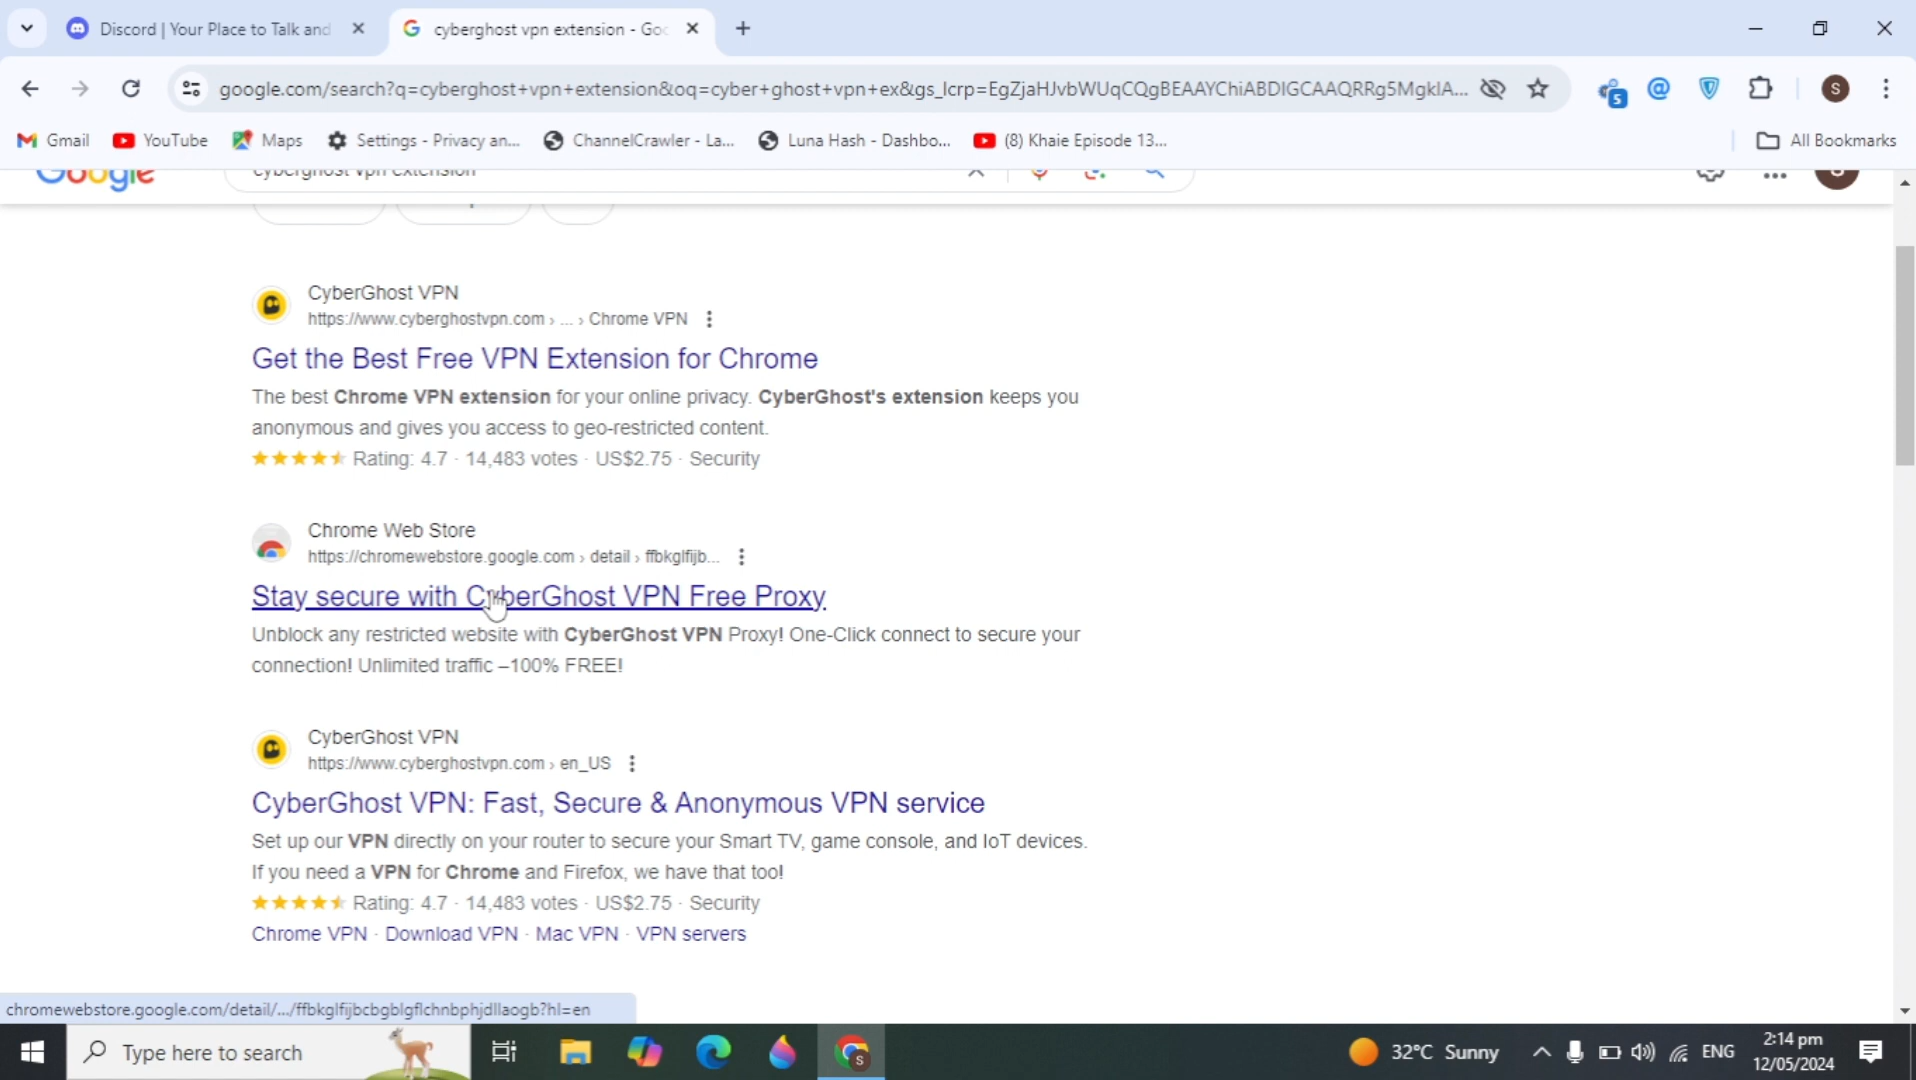 Discord | Your Place to Talk and
cyberghost vpn extension - Goo
google.com/search?q=cyberghost+vpn+extension&oq=cyber+ghost+vpn+ex&gs_lcrp=EgZjaHJvbWUqCQgBEAAYChiABDIGCAAQRRg5MgkIA...
5
S
Gmail
YouTube
Maps
Settings - Privacy an...
ChannelCrawler - La...
Luna Hash - Dashbo...
(8) Khaie Episode 13...
All Bookmarks
Google
cyberghost vpn extension
CyberGhost VPN
https://www.cyberghostvpn.com › ... › Chrome VPN
Get the Best Free VPN Extension for Chrome
The best Chrome VPN extension for your online privacy. CyberGhost's extension keeps you
anonymous and gives you access to geo-restricted content.
Rating: 4.7 · 14,483 votes · US$2.75 · Security
Chrome Web Store
https://chromewebstore.google.com › detail › ffbkglfijb...
Stay secure with CyberGhost VPN Free Proxy
Unblock any restricted website with CyberGhost VPN Proxy! One-Click connect to secure your
connection! Unlimited traffic –100% FREE!
CyberGhost VPN
https://www.cyberghostvpn.com › en_US
CyberGhost VPN: Fast, Secure & Anonymous VPN service
Set up our VPN directly on your router to secure your Smart TV, game console, and IoT devices.
If you need a VPN for Chrome and Firefox, we have that too!
Rating: 4.7 · 14,483 votes · US$2.75 · Security
Chrome VPN · Download VPN · Mac VPN · VPN servers
chromewebstore.google.com/detail/.../ffbkglfijbcbgblgflchnbphjdllaogb?hl=en
Type here to search
S
32°C Sunny
ENG
2:14 pm
12/05/2024